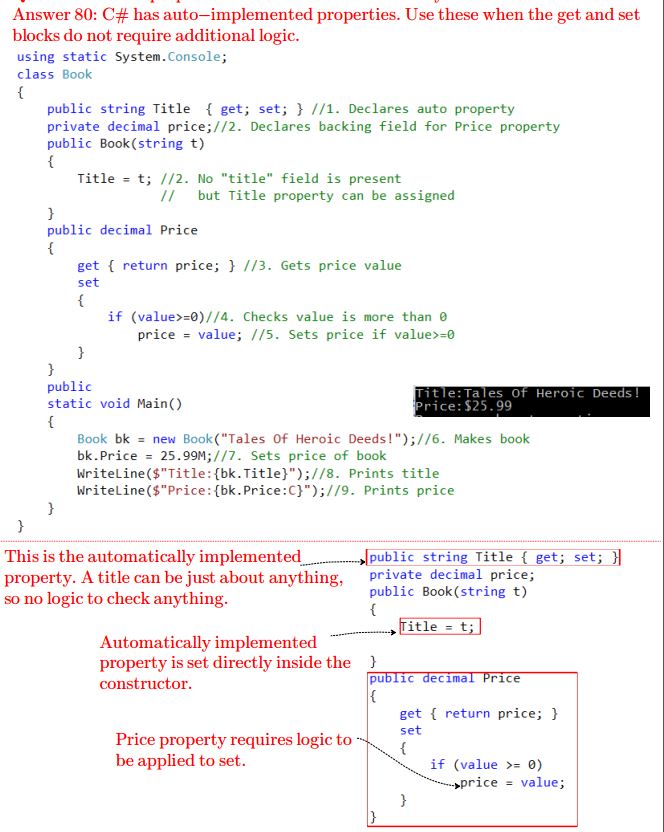 Answer 80: C# has auto−implemented properties. Use these when the get and set
blocks do not require additional logic.
using static System.Console;
class Book
{
public string Title { get; set; } //1. Declares auto property
private decimal price;//2. Declares backing field for Price property
public Book(string t)
{
Title = t; //2. No "title" field is present
// but Title property can be assigned
}
public decimal Price
{
get { return price; } //3. Gets price value
set
{
if (value>=0)//4. Checks value is more than 0
price = value; //5. Sets price if value>=0
}
}
public
static void Main()
{
Book bk = new Book("Tales Of Heroic Deeds!");//6. Makes book
bk.Price = 25.99M;//7. Sets price of book
WriteLine($"Title:{bk.Title}");//8. Prints title
WriteLine($"Price:{bk.Price:C}");//9. Prints price
}
}
Title:Tales Of Heroic Deeds!
Price:$25.99
This is the automatically implemented
property. A title can be just about anything,
so no logic to check anything.
Automatically implemented
property is set directly inside the
constructor.
Price property requires logic to
be applied to set.
public string Title { get; set; }
private decimal price;
public Book(string t)
{
Title = t;
}
public decimal Price
{
get { return price; }
set
{
if (value >= 0)
price = value;
}
}